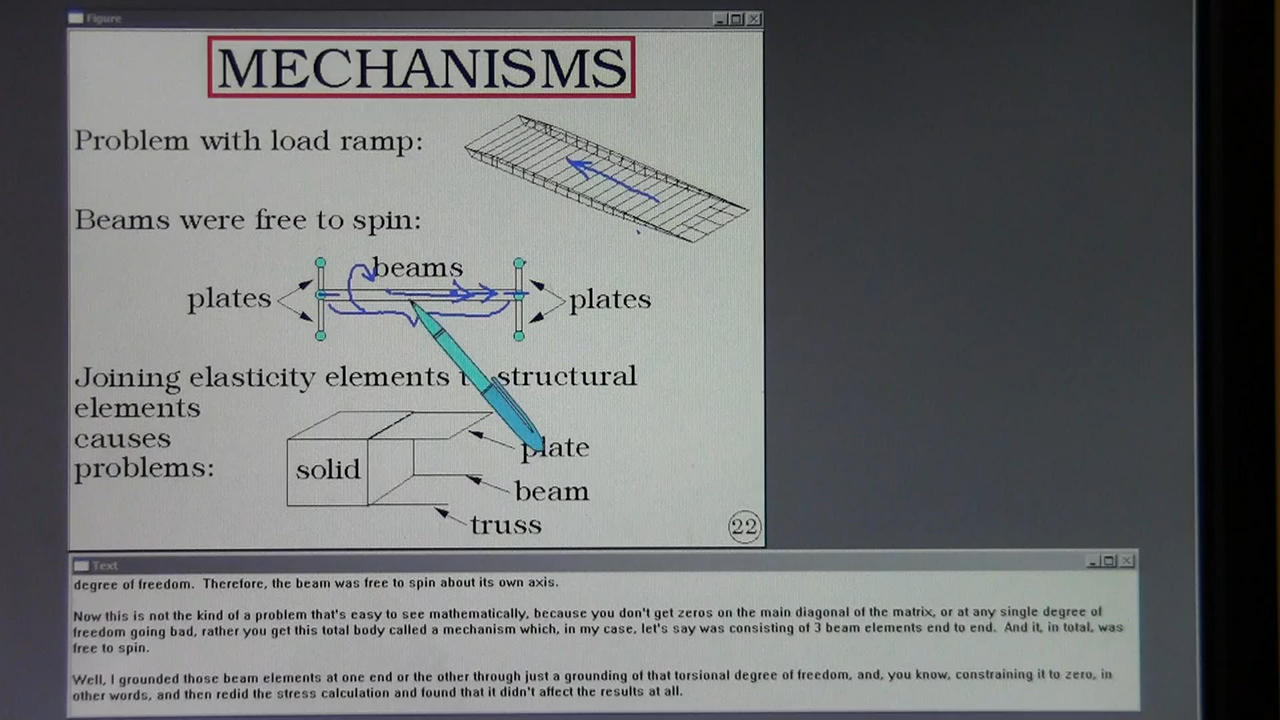 Figure
MECHANISMS
Problem with load ramp:
Beams were free to spin:
beams
plates
plates
Joining elasticity elements structural
elements
causes
problems:
solid
plate
beam
truss
22
Text
degree of freedom. Therefore, the beam was free to spin about its own axis.
Now this is not the kind of a problem that's easy to see mathematically, because you don't get zeros on the main diagonal of the matrix, or at any single degree of
freedom going bad, rather you get this total body called a mechanism which, in my case, let's say was consisting of 3 beam elements end to end. And it, in total, was
free to spin.
Well, I grounded those beam elements at one end or the other through just a grounding of that torsional degree of freedom, and, you know, constraining it to zero, in
other words, and then redid the stress calculation and found that it didn't affect the results at all.